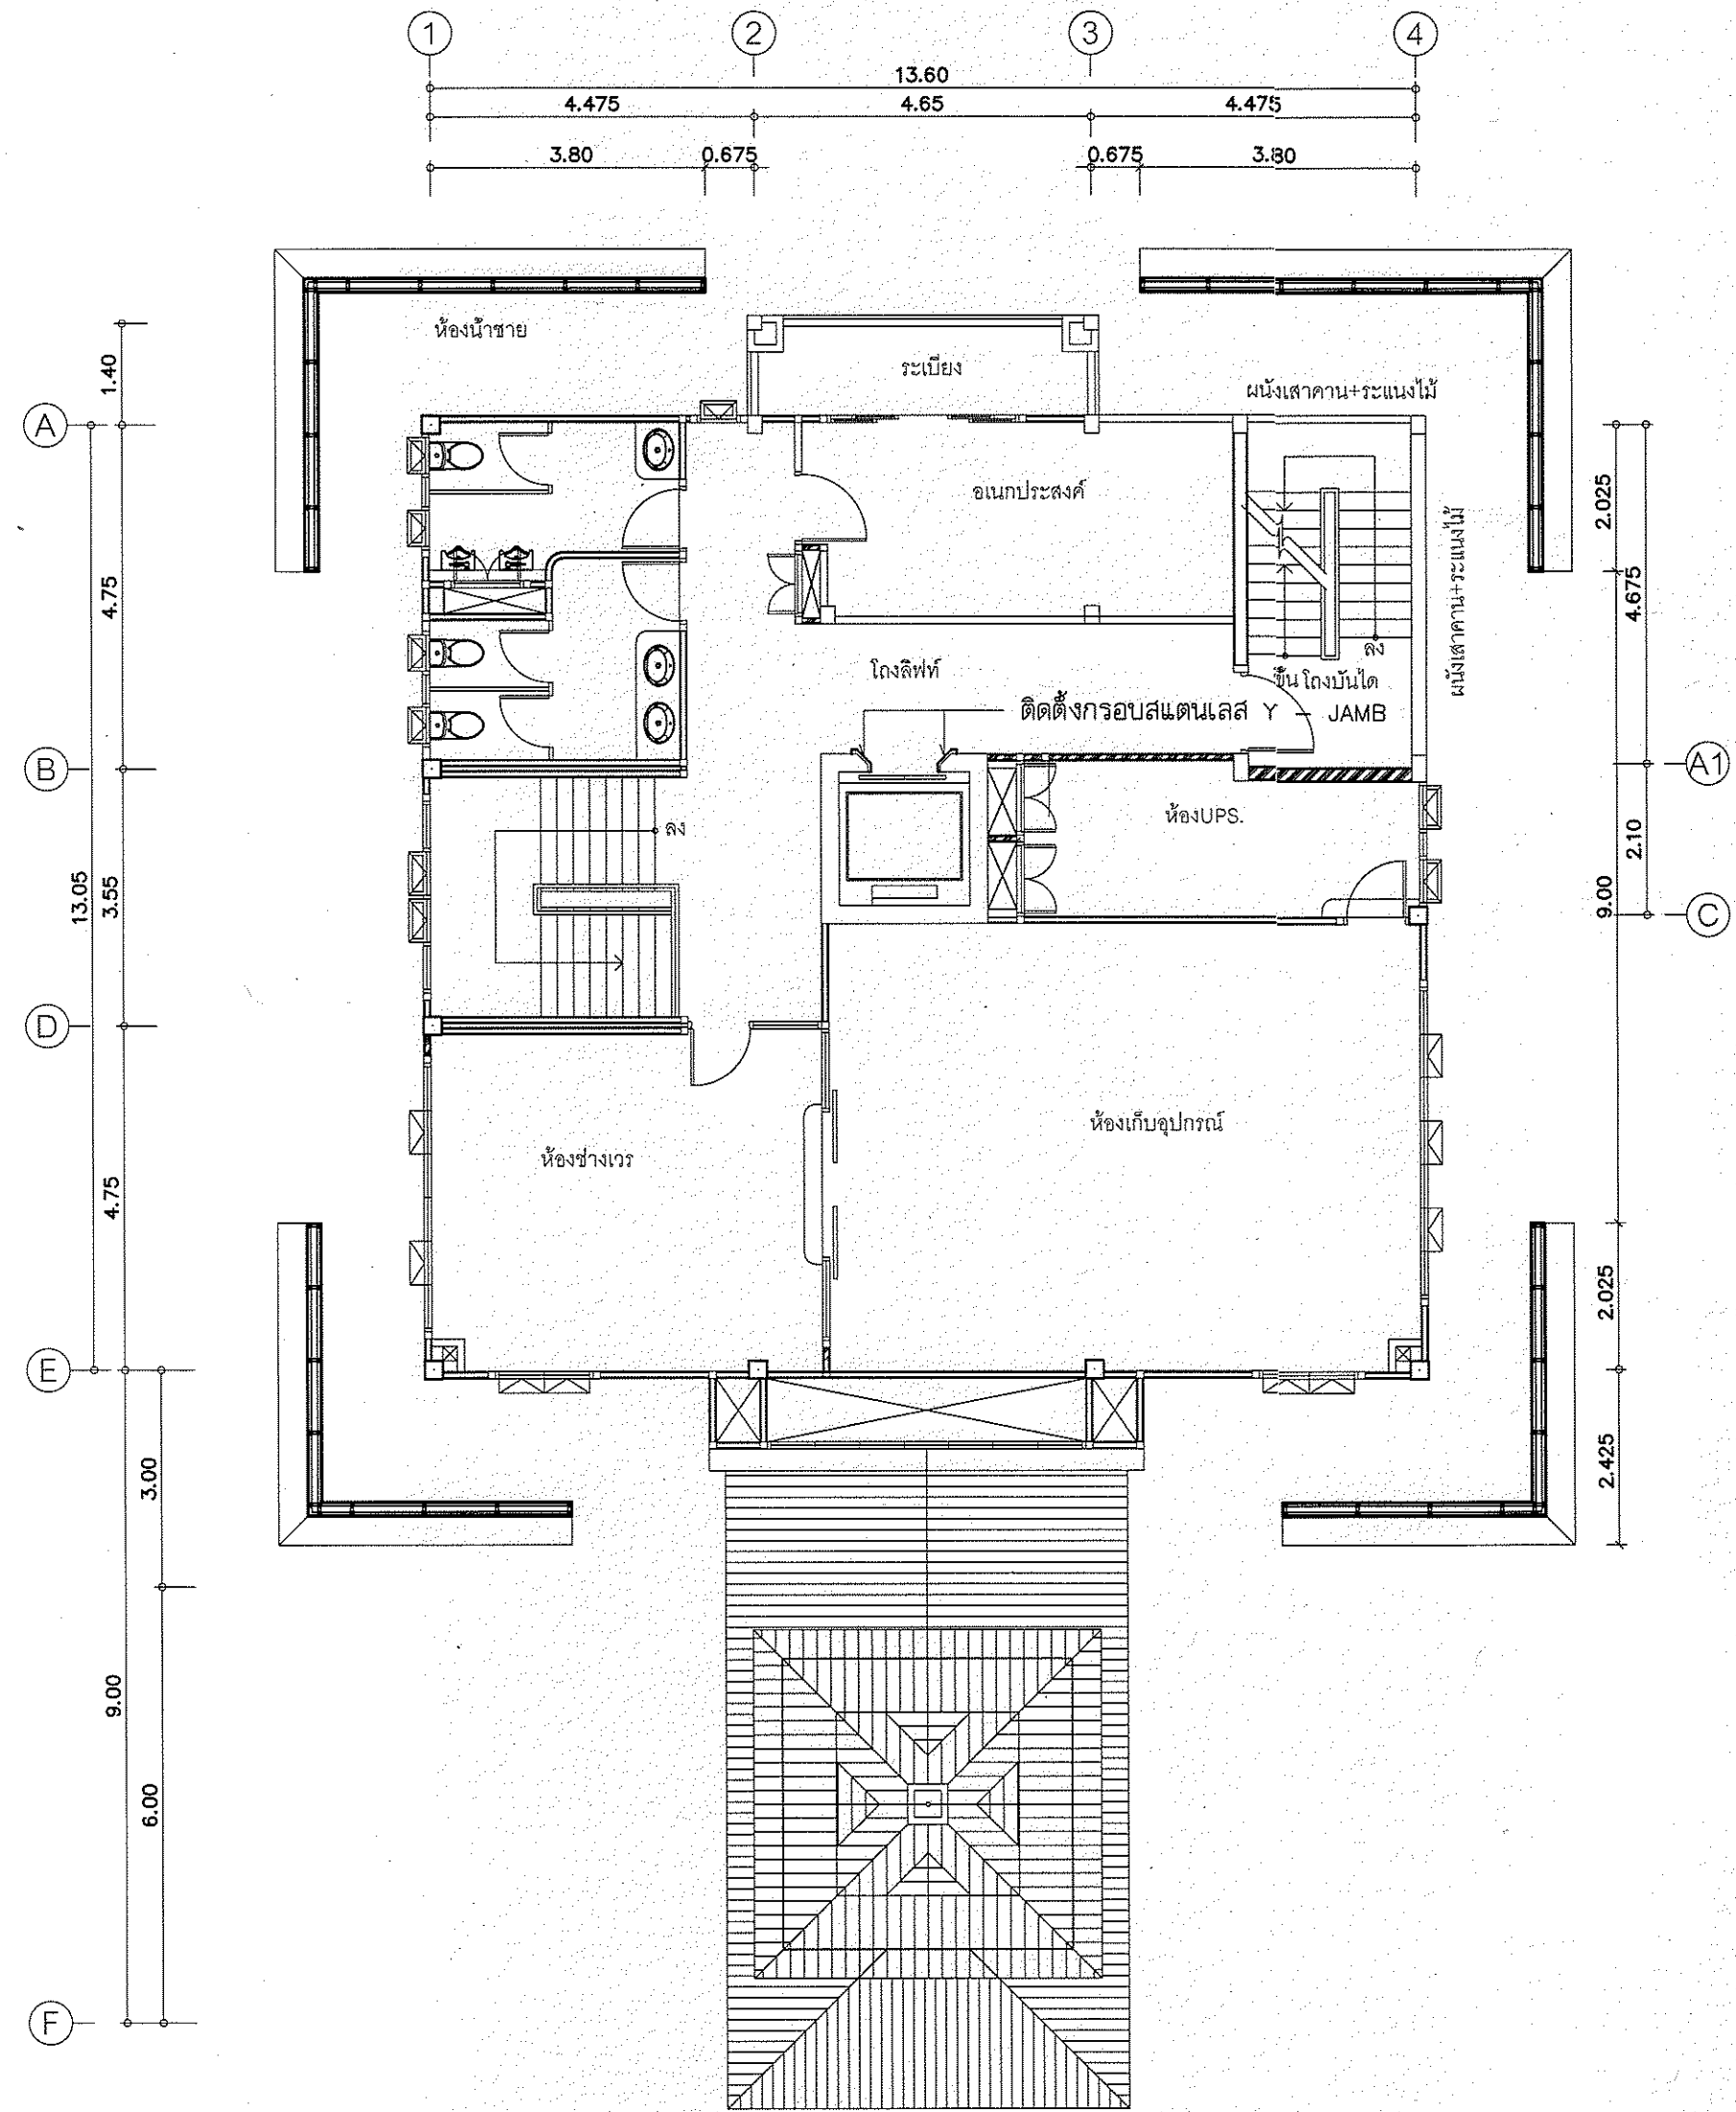 1
2
3
4
13.60
4.475
4.65
4.475
3.80
0.675
0.675
3.80
ห้องน้ำชาย
ระเบียง
ผนังเสาคาน+ระแนงไม้
1.40
A
อเนกประสงค์
2.025
ผนังเสาคาน+ระแนงไม้
4.75
4.675
โถงลิฟท์
ลง
ขึ้น โถงบันได
ติดตั้งกรอบสแตนเลส Y - JAMB
B
A1
ห้องUPS.
ลง
2.10
13.05
3.55
9.00
C
D
ห้องเก็บอุปกรณ์
ห้องช่างเวร
4.75
2.025
E
3.00
2.425
9.00
6.00
F